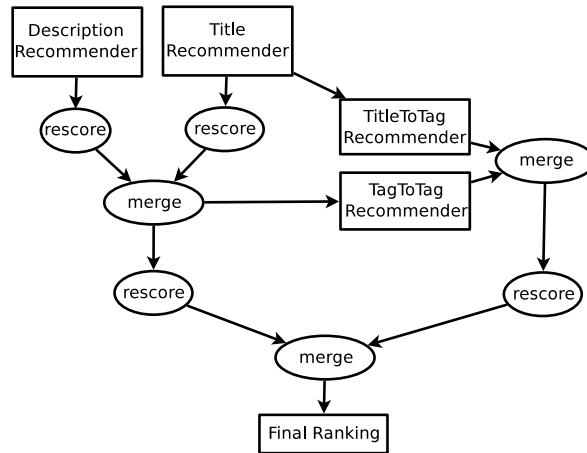 Description
Recommender
Title
Recommender
rescore
rescore
TitleToTag
Recommender
merge
merge
TagToTag
Recommender
rescore
rescore
merge
Final Ranking